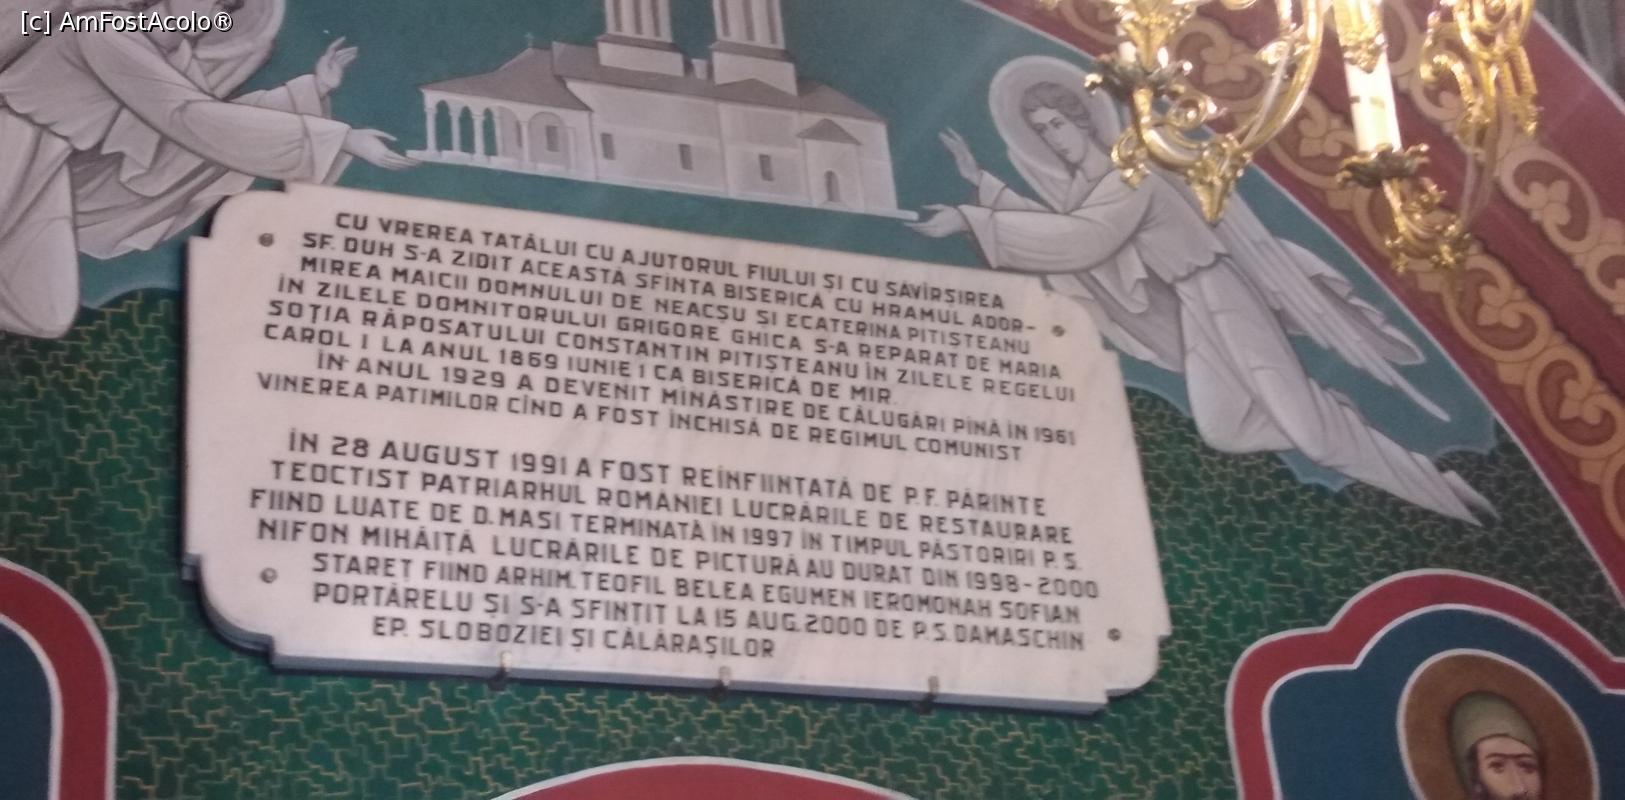 [c] AmFostAcolo®
CU VREREA TATĂLUI CU AJUTORUL FIULUI ȘI CU SĂVÎRȘIREA
SF. DUH S-A ZIDIT ACEASTĂ SFÎNTA BISERICĂ CU HRAMUL ADOR-
MIREA MAICII DOMNULUI DE NEACȘU ȘI ECATERINA PITIȘTEANU
ÎN ZILELE DOMNITORULUI GRIGORE GHICA S-A REPARAT DE MARIA
SOȚIA RĂPOSATULUI CONSTANTIN PITIȘTEANU ÎN ZILELE REGELUI
CAROL I LA ANUL 1869 IUNIE 1 CA BISERICĂ DE MIR.
ÎN ANUL 1929 A DEVENIT MÎNĂSTIRE DE CĂLUGĂRI PÎNĂ ÎN 1961
VINEREA PATIMILOR CÎND A FOST ÎNCHISĂ DE REGIMUL COMUNIST
ÎN 28 AUGUST 1991 A FOST REÎNFIINȚATĂ DE P.F. PĂRINTE
TEOCTIST PATRIARHUL ROMÂNIEI LUCRĂRILE DE RESTAURARE
FIIND LUATE DE D. MASI TERMINATĂ ÎN 1997 ÎN TIMPUL PĂSTORIRI P. S.
NIFON MIHĂIȚĂ LUCRĂRILE DE PICTURĂ AU DURAT DIN 1998-2000
STAREȚ FIIND ARHIM. TEOFIL BELEA EGUMEN IEROMONAH SOFIAN
PORTĂRELU ȘI S-A SFINȚIT LA 15 AUG. 2000 DE P.S. DAMASCHIN
EP. SLOBOZIEI ȘI CĂLĂRAȘILOR